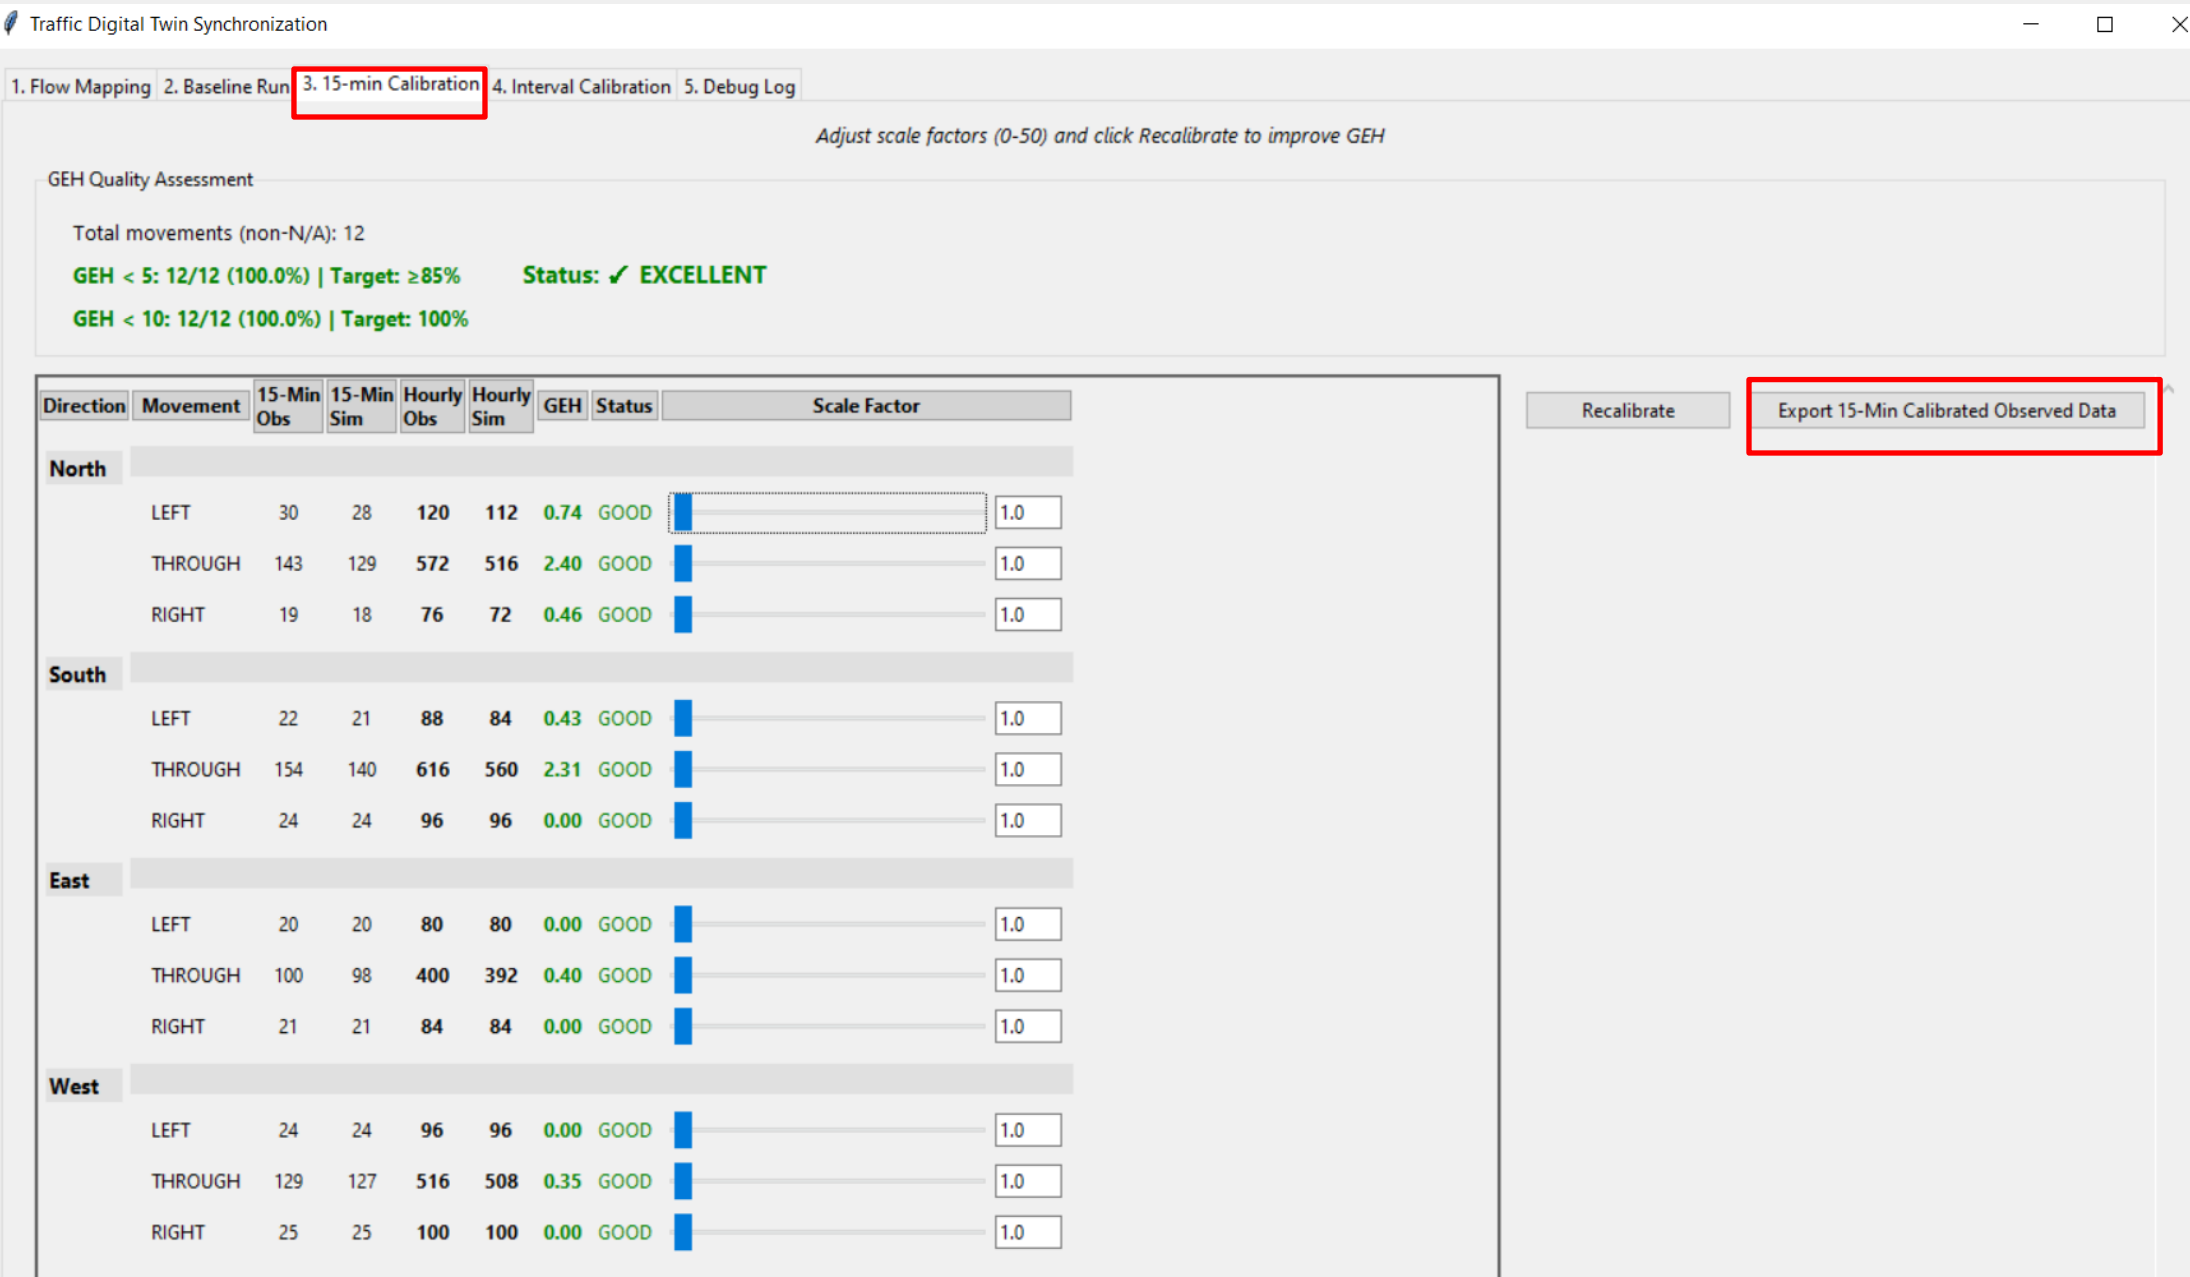 Traffic Digital Twin Synchronization
1. Flow Mapping 2. Baseline Run 3. 15-min Calibration 4. Interval Calibration 5. Debug Log
Adjust scale factors (0-50) and click Recalibrate to improve GEH
GEH Quality Assessment
Total movements (non-N/A): 12
GEH < 5: 12/12 (100.0%) | Target: ≥85% Status: ✓ EXCELLENT
GEH < 10: 12/12 (100.0%) | Target: 100%
Direction Movement 15-Min Obs 15-Min Sim Hourly Obs Hourly Sim GEH Status Scale Factor
Recalibrate Export 15-Min Calibrated Observed Data
North
LEFT 30 28 120 112 0.74 GOOD 1.0
THROUGH 143 129 572 516 2.40 GOOD 1.0
RIGHT 19 18 76 72 0.46 GOOD 1.0
South
LEFT 22 21 88 84 0.43 GOOD 1.0
THROUGH 154 140 616 560 2.31 GOOD 1.0
RIGHT 24 24 96 96 0.00 GOOD 1.0
East
LEFT 20 20 80 80 0.00 GOOD 1.0
THROUGH 100 98 400 392 0.40 GOOD 1.0
RIGHT 21 21 84 84 0.00 GOOD 1.0
West
LEFT 24 24 96 96 0.00 GOOD 1.0
THROUGH 129 127 516 508 0.35 GOOD 1.0
RIGHT 25 25 100 100 0.00 GOOD 1.0